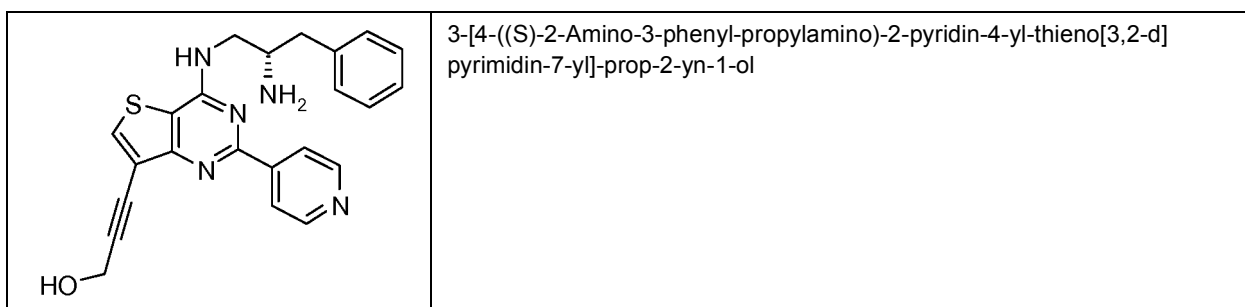 HN
NH2
S
N
N
N
HO
3-[4-((S)-2-Amino-3-phenyl-propylamino)-2-pyridin-4-yl-thieno[3,2-d]
pyrimidin-7-yl]-prop-2-yn-1-ol